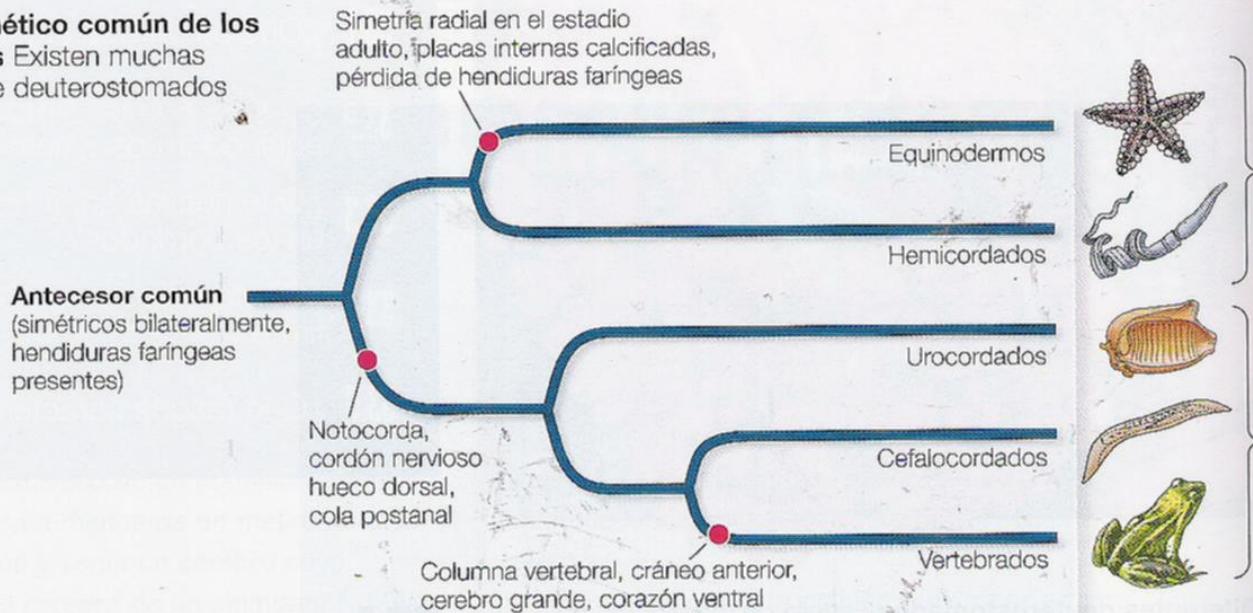 ético común de los
s Existen muchas
e deuterostomados
Simetría radial en el estadio
adulto, placas internas calcificadas,
pérdida de hendiduras faríngeas
Equinodermos
Hemicordados
Antecesor común
(simétricos bilateralmente,
hendiduras faríngeas
presentes)
Urocordados
Notocorda,
cordón nervioso
hueco dorsal,
cola postanal
Cefalocordados
Vertebrados
Columna vertebral, cráneo anterior,
cerebro grande, corazón ventral